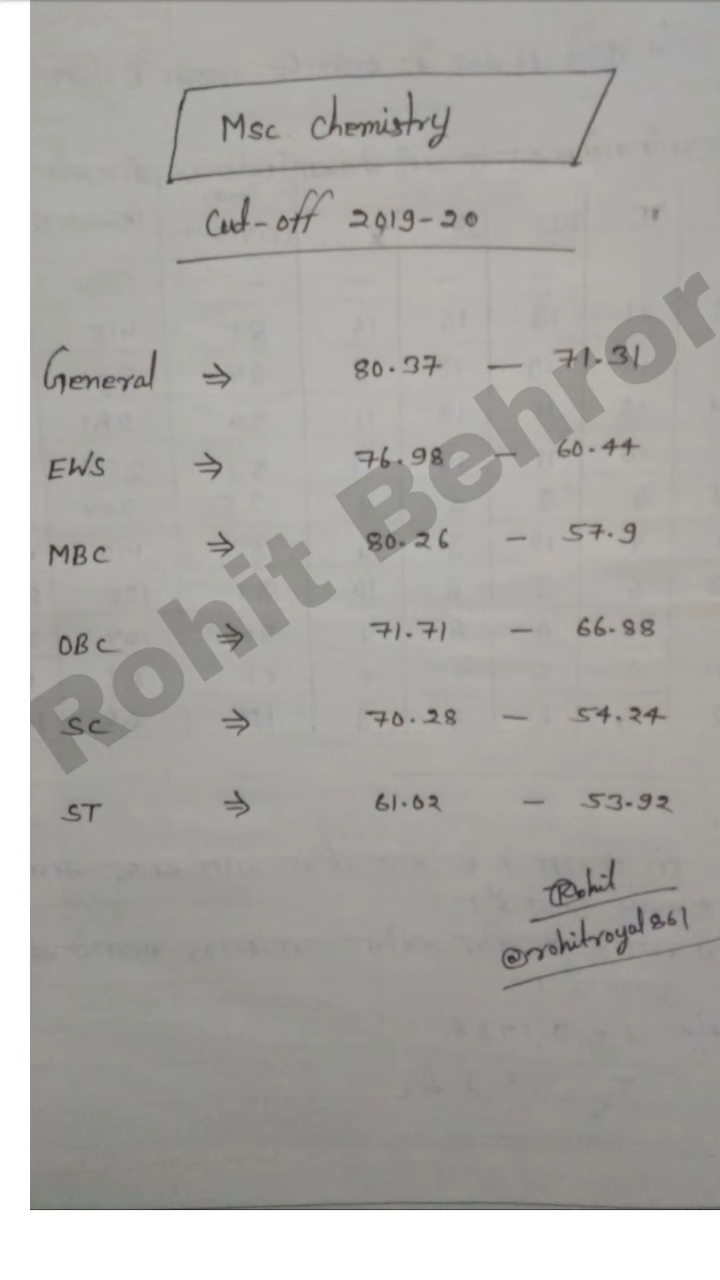 Msc Chemistry
Cut-off 2019-20
General ⇒ 80.37 — 71.31
EWS ⇒ 76.98 — 60.44
MBC ⇒ 80.26 — 57.9
OBC ⇒ 71.71 — 66.88
SC ⇒ 70.28 — 54.24
ST ⇒ 61.02 — 53.92
Rohit
@rohitroyal861
Rohit Behror